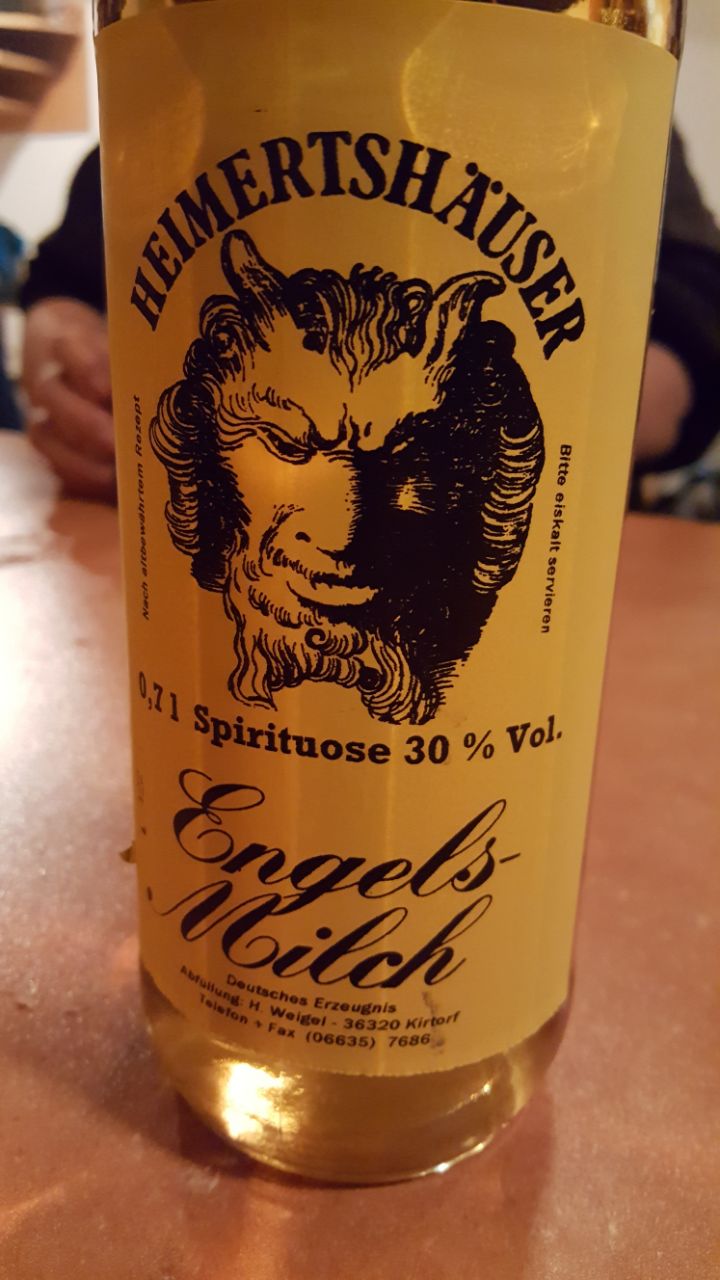 HEIMERTSHÄUSER
Nach altbewährtem Rezept
Bitte eiskalt servieren
0,7 l Spirituose 30 % Vol.
Engels-
Milch
Deutsches Erzeugnis
Abfüllung: H. Weigel - 36320 Kirtorf
Telefon + Fax (06635) 7686